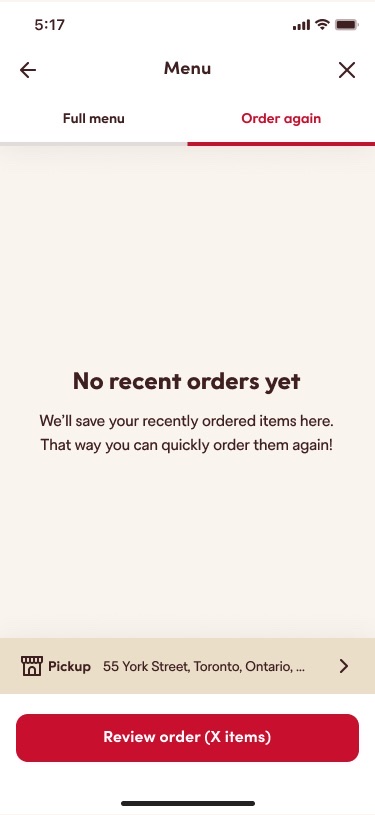 5:17
Menu
Full menu
Order again
No recent orders yet
We’ll save your recently ordered items here.
That way you can quickly order them again!
Pickup 55 York Street, Toronto, Ontario, ...
Review order (X items)